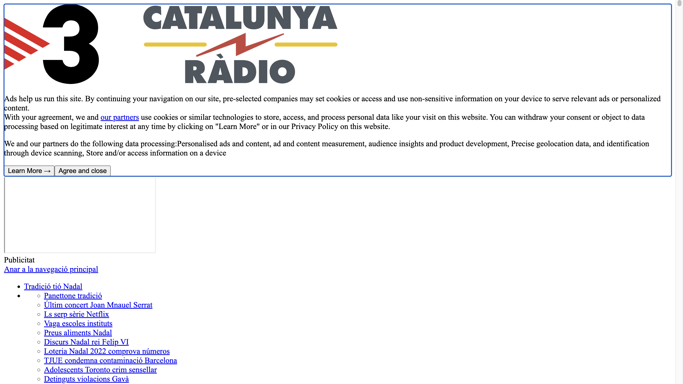 3
CATALUNYA
RÀDIO
Ads help us run this site. By continuing your navigation on our site, pre-selected companies may set cookies or access and use non-sensitive information on your device to serve relevant ads or personalized
content.
With your agreement, we and our partners use cookies or similar technologies to store, access, and process personal data like your visit on this website. You can withdraw your consent or object to data
processing based on legitimate interest at any time by clicking on "Learn More" or in our Privacy Policy on this website.
We and our partners do the following data processing:Personalised ads and content, ad and content measurement, audience insights and product development, Precise geolocation data, and identification
through device scanning, Store and/or access information on a device
Learn More → Agree and close
Publicitat
Anar a la navegació principal
Tradició tió Nadal
Panettone tradició
Últim concert Joan Mnauel Serrat
Ls serp sèrie Netflix
Vaga escoles instituts
Preus aliments Nadal
Discurs Nadal rei Felip VI
Loteria Nadal 2022 comprova números
TJUE condemna contaminació Barcelona
Adolescents Toronto crim sensellar
Detinguts violacions Gavà